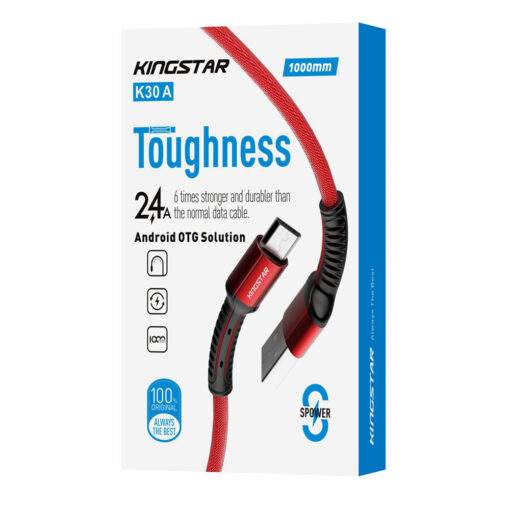 KINGSTAR
1000mm
K30 A
Toughness
2,4A
6 times stronger and durabler than
the normal data cable.
Android OTG Solution
KINGSTAR
100%
ORIGINAL
ALWAYS
THE BEST
SPOWER
KINGSTAR
Always The Best